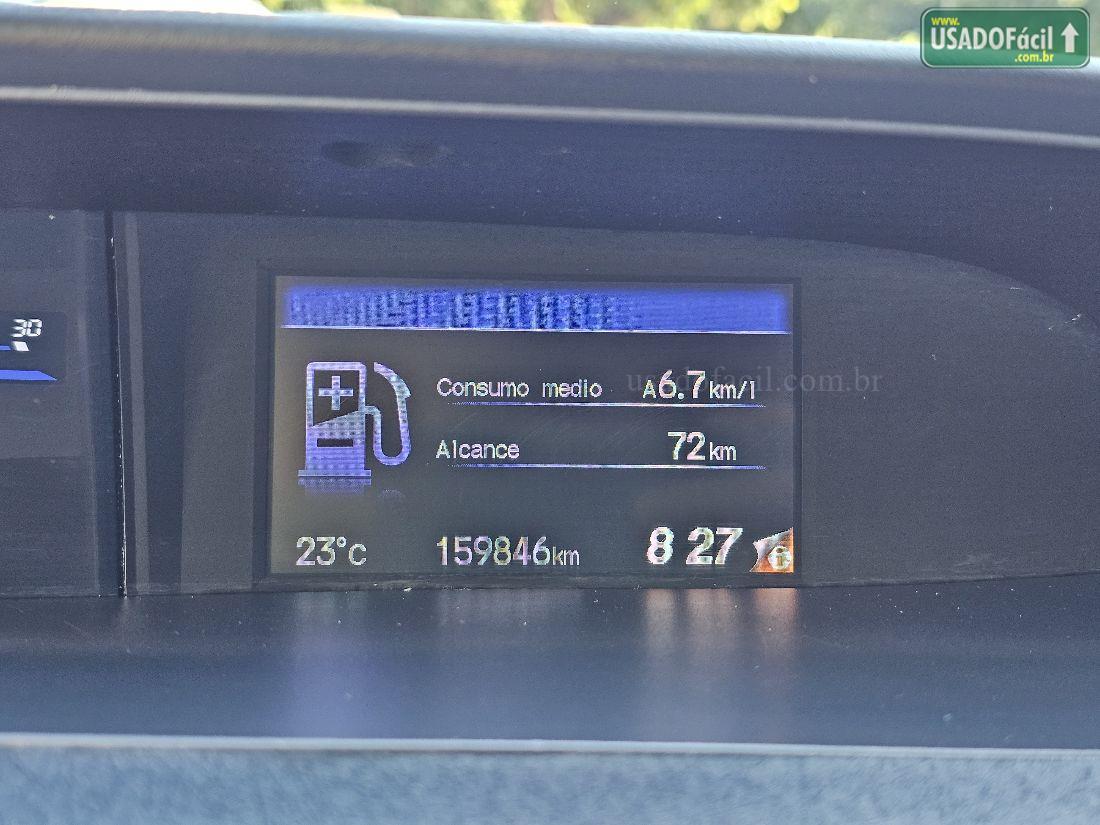 www.
USADOFácil
.com.br
30
usadofacil.com.br
Consumo medio A6.7km/l
Alcance 72km
23°C 159846km 8 27 i